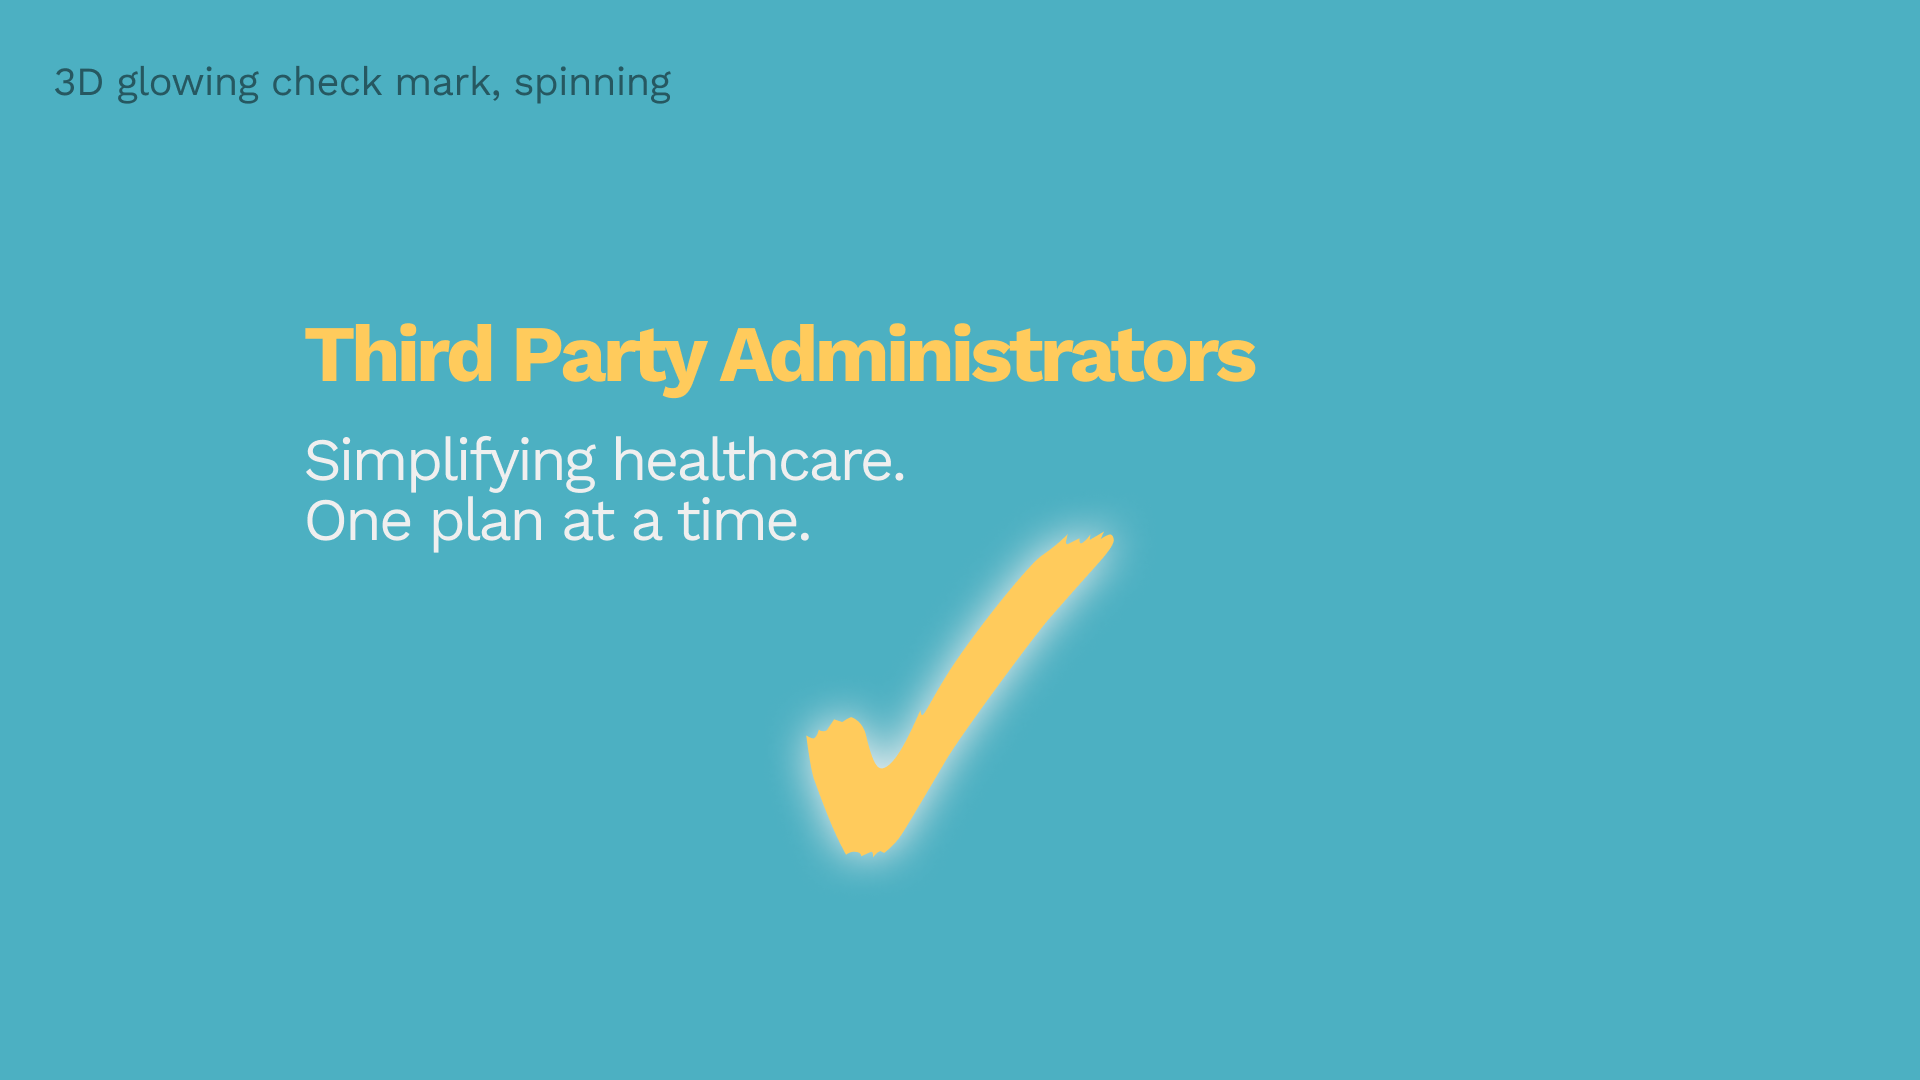 3D glowing check mark, spinning
Third Party Administrators
Simplifying healthcare.
One plan at a time.